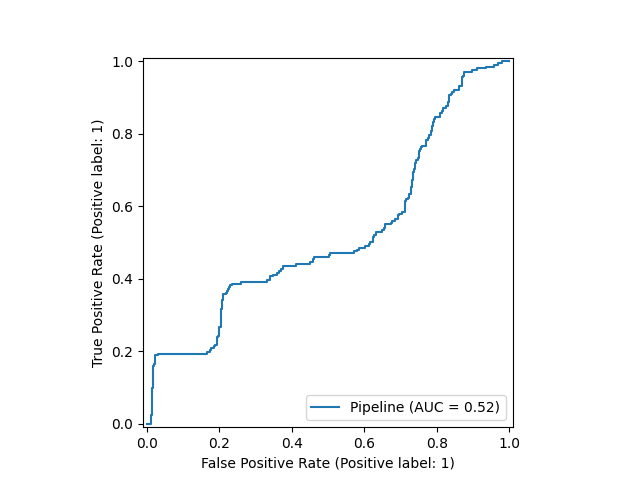 1.0
0.8
0.6
0.4
0.2
0.0
True Positive Rate (Positive label: 1)
Pipeline (AUC = 0.52)
0.0 0.2 0.4 0.6 0.8 1.0
False Positive Rate (Positive label: 1)